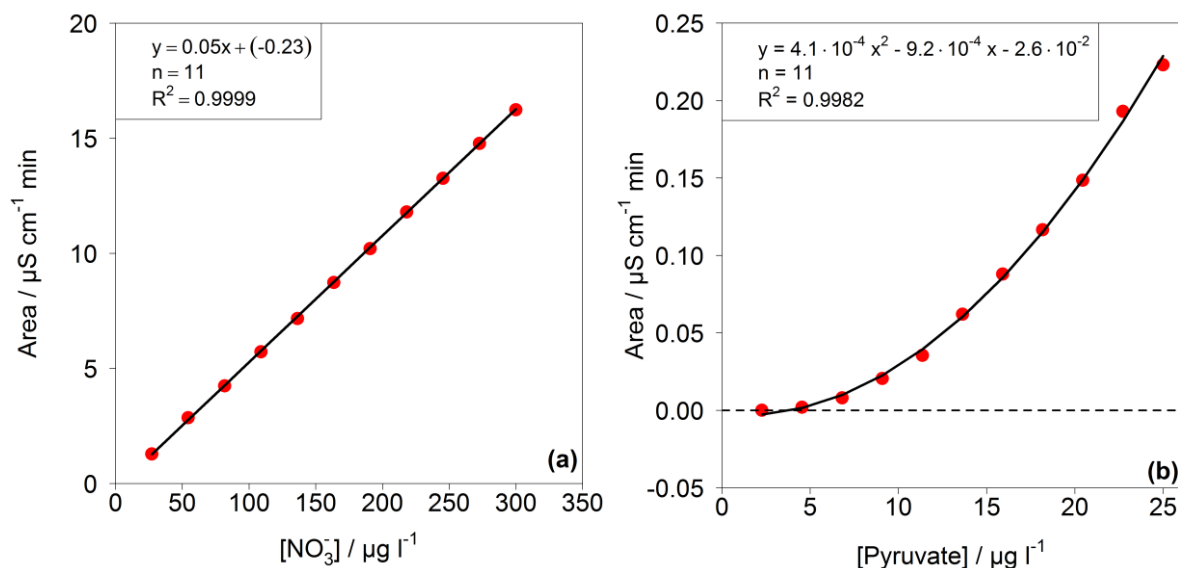 y = 0.05x + (-0.23)
n = 11
R² = 0.9999
20
15
10
5
0
Area / µS cm⁻¹ min
0 50 100 150 200 250 300 350
[NO₃⁻] / µg l⁻¹
(a)
y = 4.1 · 10⁻⁴ x² - 9.2 · 10⁻⁴ x - 2.6 · 10⁻²
n = 11
R² = 0.9982
0.25
0.20
0.15
0.10
0.05
0.00
-0.05
Area / µS cm⁻¹ min
0 5 10 15 20 25
[Pyruvate] / µg l⁻¹
(b)